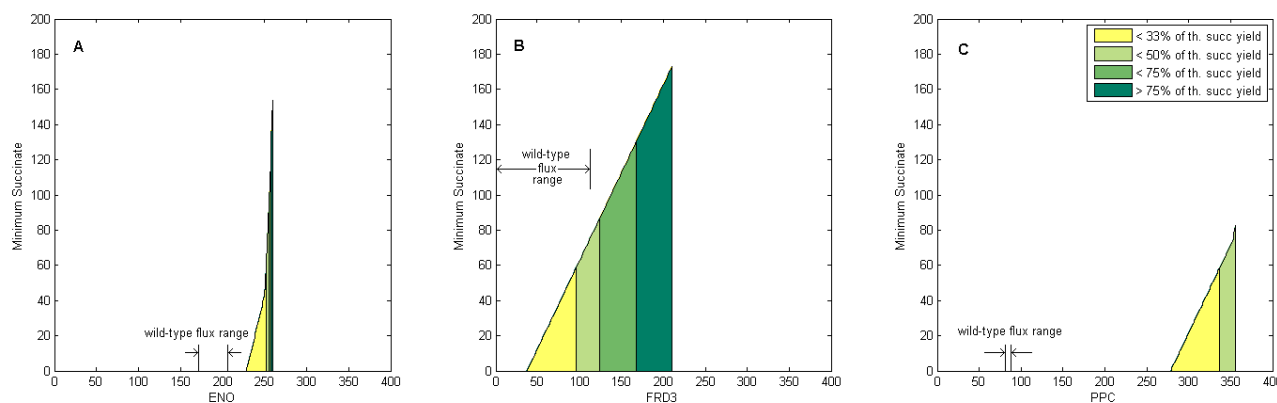 A
Minimum Succinate
200
180
160
140
120
100
80
60
40
20
0
wild-type flux range
0 50 100 150 200 250 300 350 400
ENO
B
Minimum Succinate
200
180
160
140
120
100
80
60
40
20
0
wild-type
flux
range
0 50 100 150 200 250 300 350 400
FRD3
C
Minimum Succinate
200
180
160
140
120
100
80
60
40
20
0
wild-type flux range
0 50 100 150 200 250 300 350 400
PPC
< 33% of th. succ yield
< 50% of th. succ yield
< 75% of th. succ yield
> 75% of th. succ yield